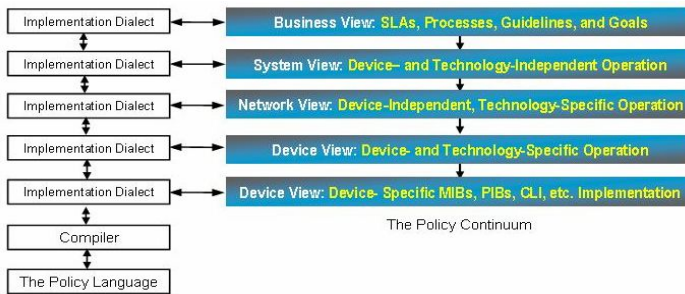 Implementation Dialect
Business View: SLAs, Processes, Guidelines, and Goals
Implementation Dialect
System View: Device– and Technology-Independent Operation
Implementation Dialect
Network View: Device-Independent, Technology-Specific Operation
Implementation Dialect
Device View: Device- and Technology-Specific Operation
Implementation Dialect
Device View: Device- Specific MIBs, PIBs, CLI, etc. Implementation
The Policy Continuum
Compiler
The Policy Language